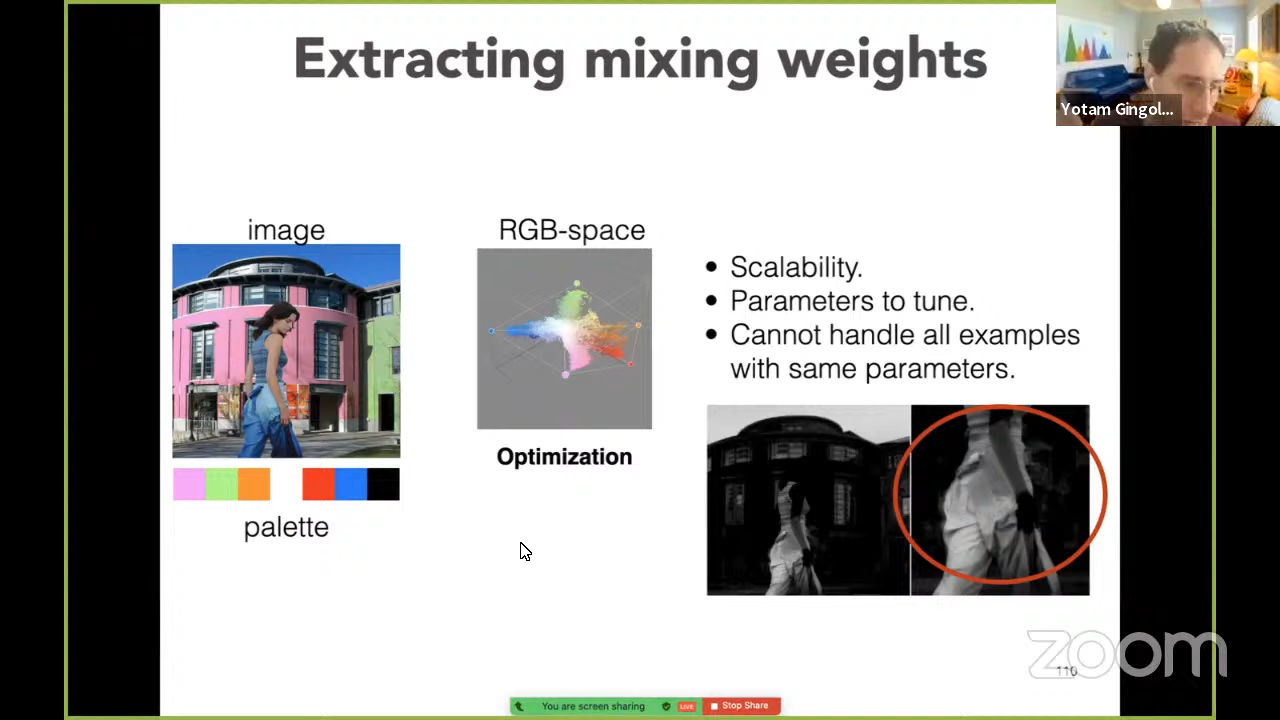 Extracting mixing weights
Yotam Gingol...
image
RGB-space
• Scalability.
• Parameters to tune.
• Cannot handle all examples
with same parameters.
Optimization
palette
zoom
110
You are screen sharing
LIVE
Stop Share